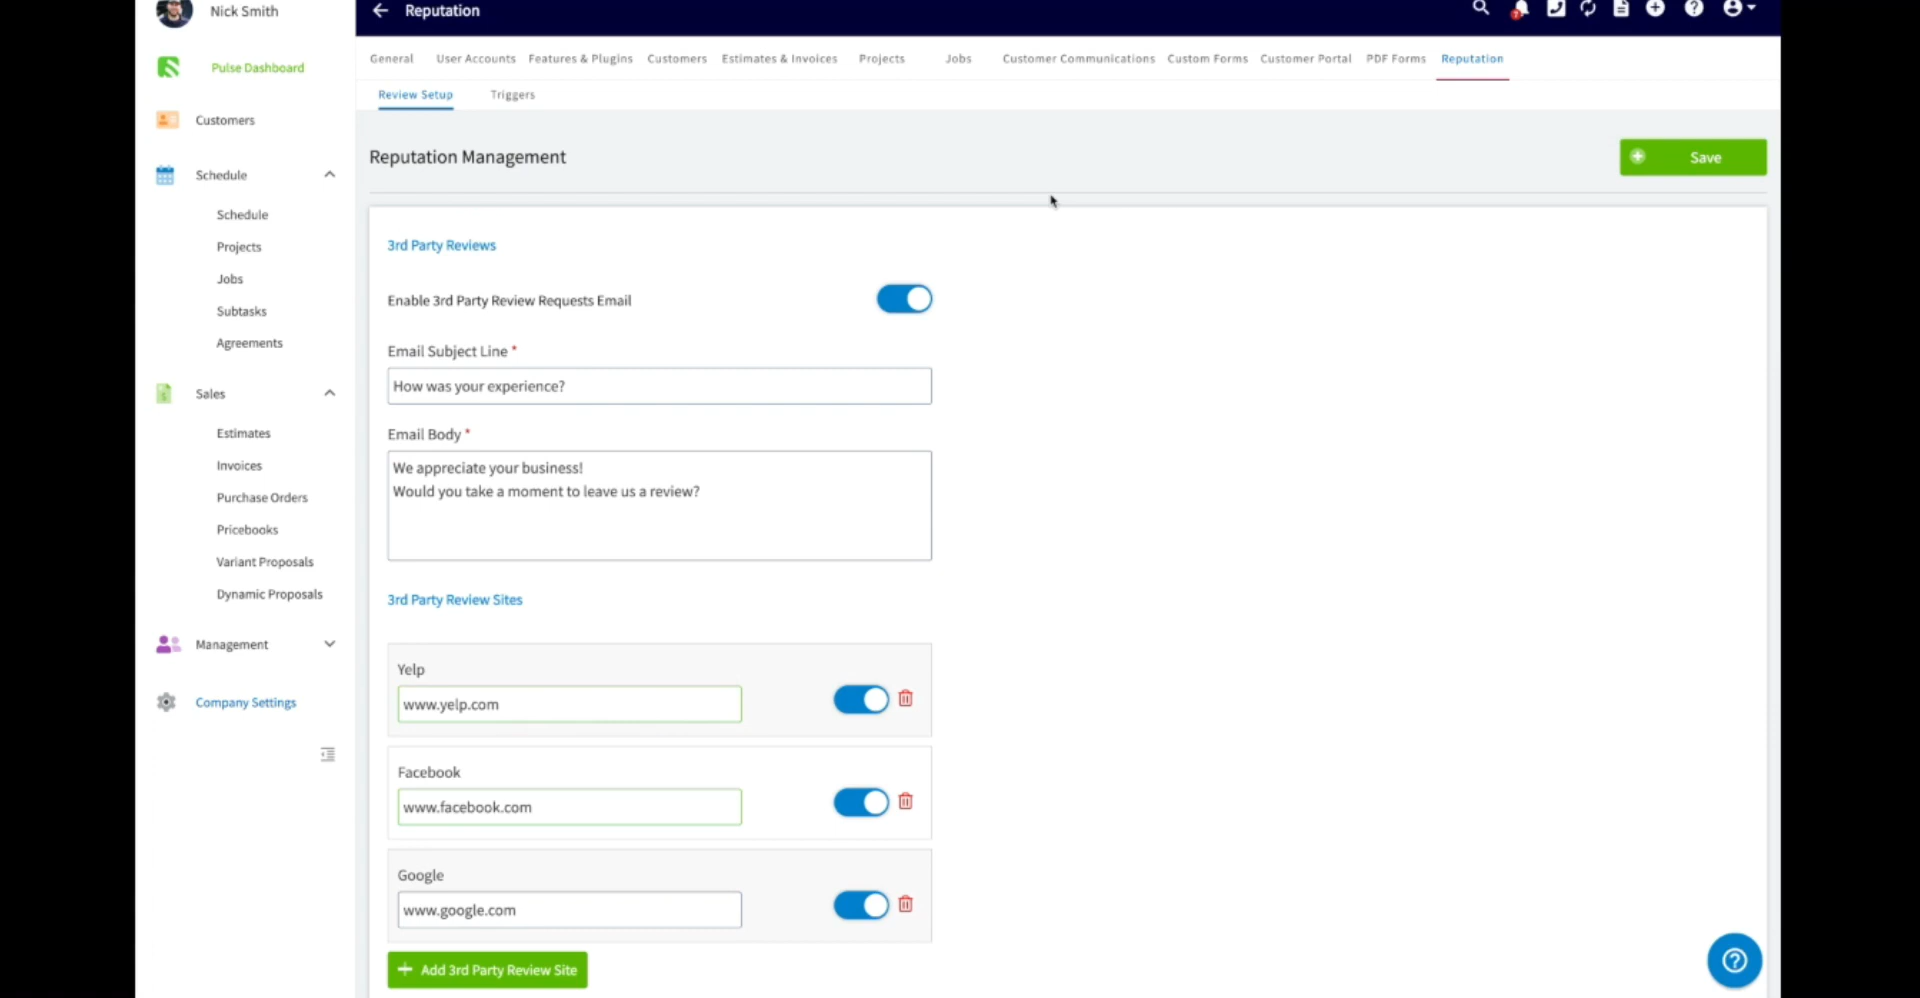 Nick Smith
Reputation
Pulse Dashboard
General User Accounts Features & Plugins Customers Estimates & Invoices Projects Jobs Customer Communications Custom Forms Customer Portal PDF Forms Reputation
Review Setup Triggers
Customers
Schedule
Schedule
Projects
Jobs
Subtasks
Agreements
Sales
Estimates
Invoices
Purchase Orders
Pricebooks
Variant Proposals
Dynamic Proposals
Management
Company Settings
Reputation Management
Save
3rd Party Reviews
Enable 3rd Party Review Requests Email
Email Subject Line *
How was your experience?
Email Body *
We appreciate your business!
Would you take a moment to leave us a review?
3rd Party Review Sites
Yelp
www.yelp.com
Facebook
www.facebook.com
Google
www.google.com
+ Add 3rd Party Review Site